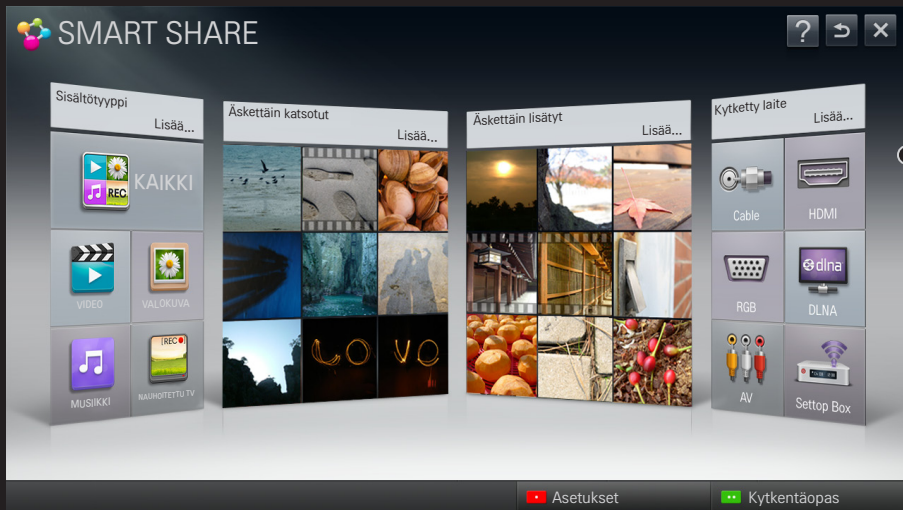 SMART SHARE
?
Sisältötyyppi
Lisää...
KAIKKI
REC
VIDEO
VALOKUVA
MUSIIKKI
[REC●]
NAUHOITETTU TV
Äskettäin katsotut
Lisää...
LOVO
Äskettäin lisätyt
Lisää...
Kytketty laite
Lisää...
Cable
HDMI
RGB
dlna
DLNA
AV
Settop Box
Asetukset
Kytkentäopas